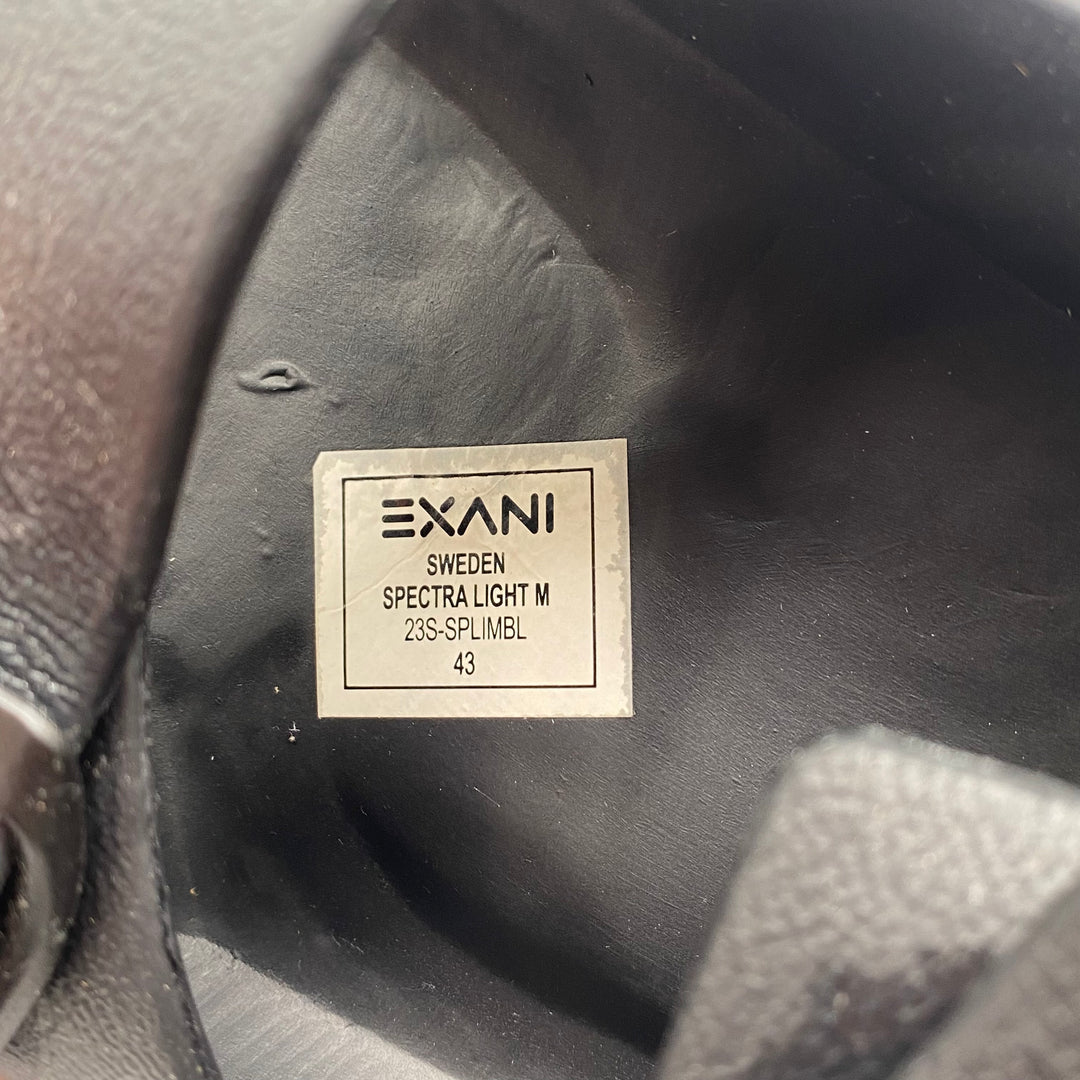 EXANI
SWEDEN
SPECTRA LIGHT M
23S-SPLIMBL
43